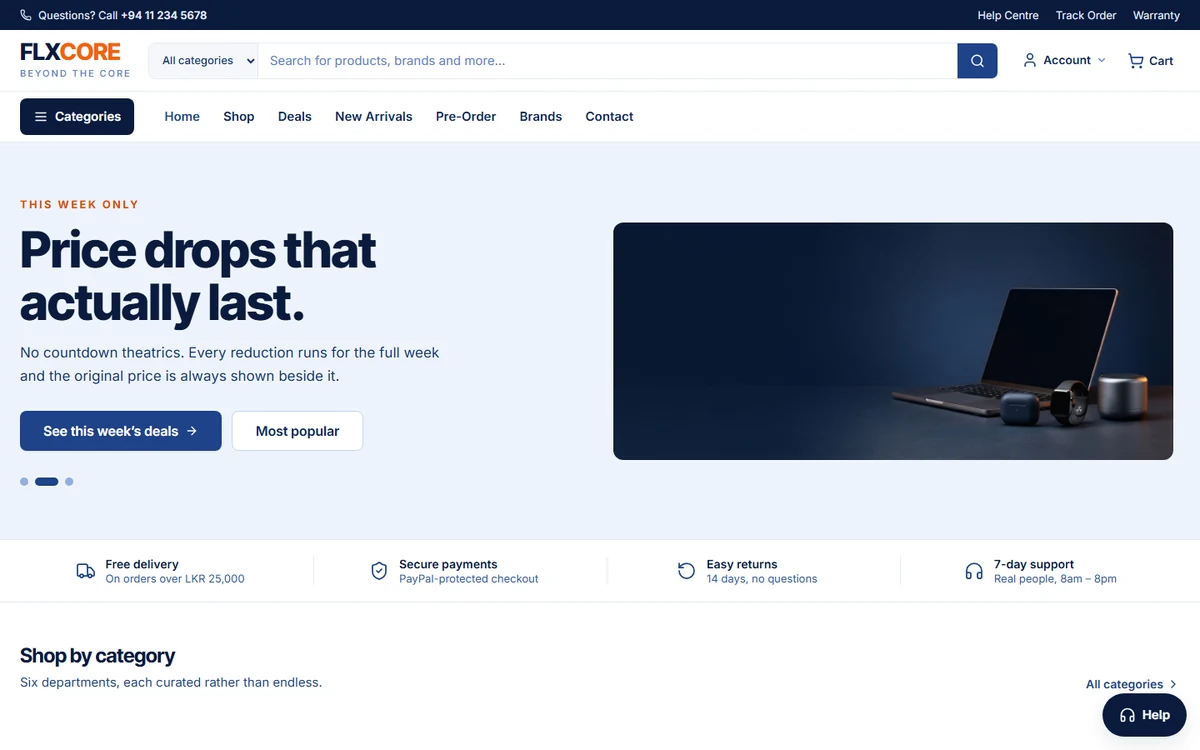 Questions? Call +94 11 234 5678
Help Centre Track Order Warranty
FLXCORE
BEYOND THE CORE
All categories
Search for products, brands and more...
Account
Cart
Categories
Home Shop Deals New Arrivals Pre-Order Brands Contact
THIS WEEK ONLY
Price drops that
actually last.
No countdown theatrics. Every reduction runs for the full week
and the original price is always shown beside it.
See this week’s deals →
Most popular
Free delivery
On orders over LKR 25,000
Secure payments
PayPal-protected checkout
Easy returns
14 days, no questions
7-day support
Real people, 8am – 8pm
Shop by category
Six departments, each curated rather than endless.
All categories
Help